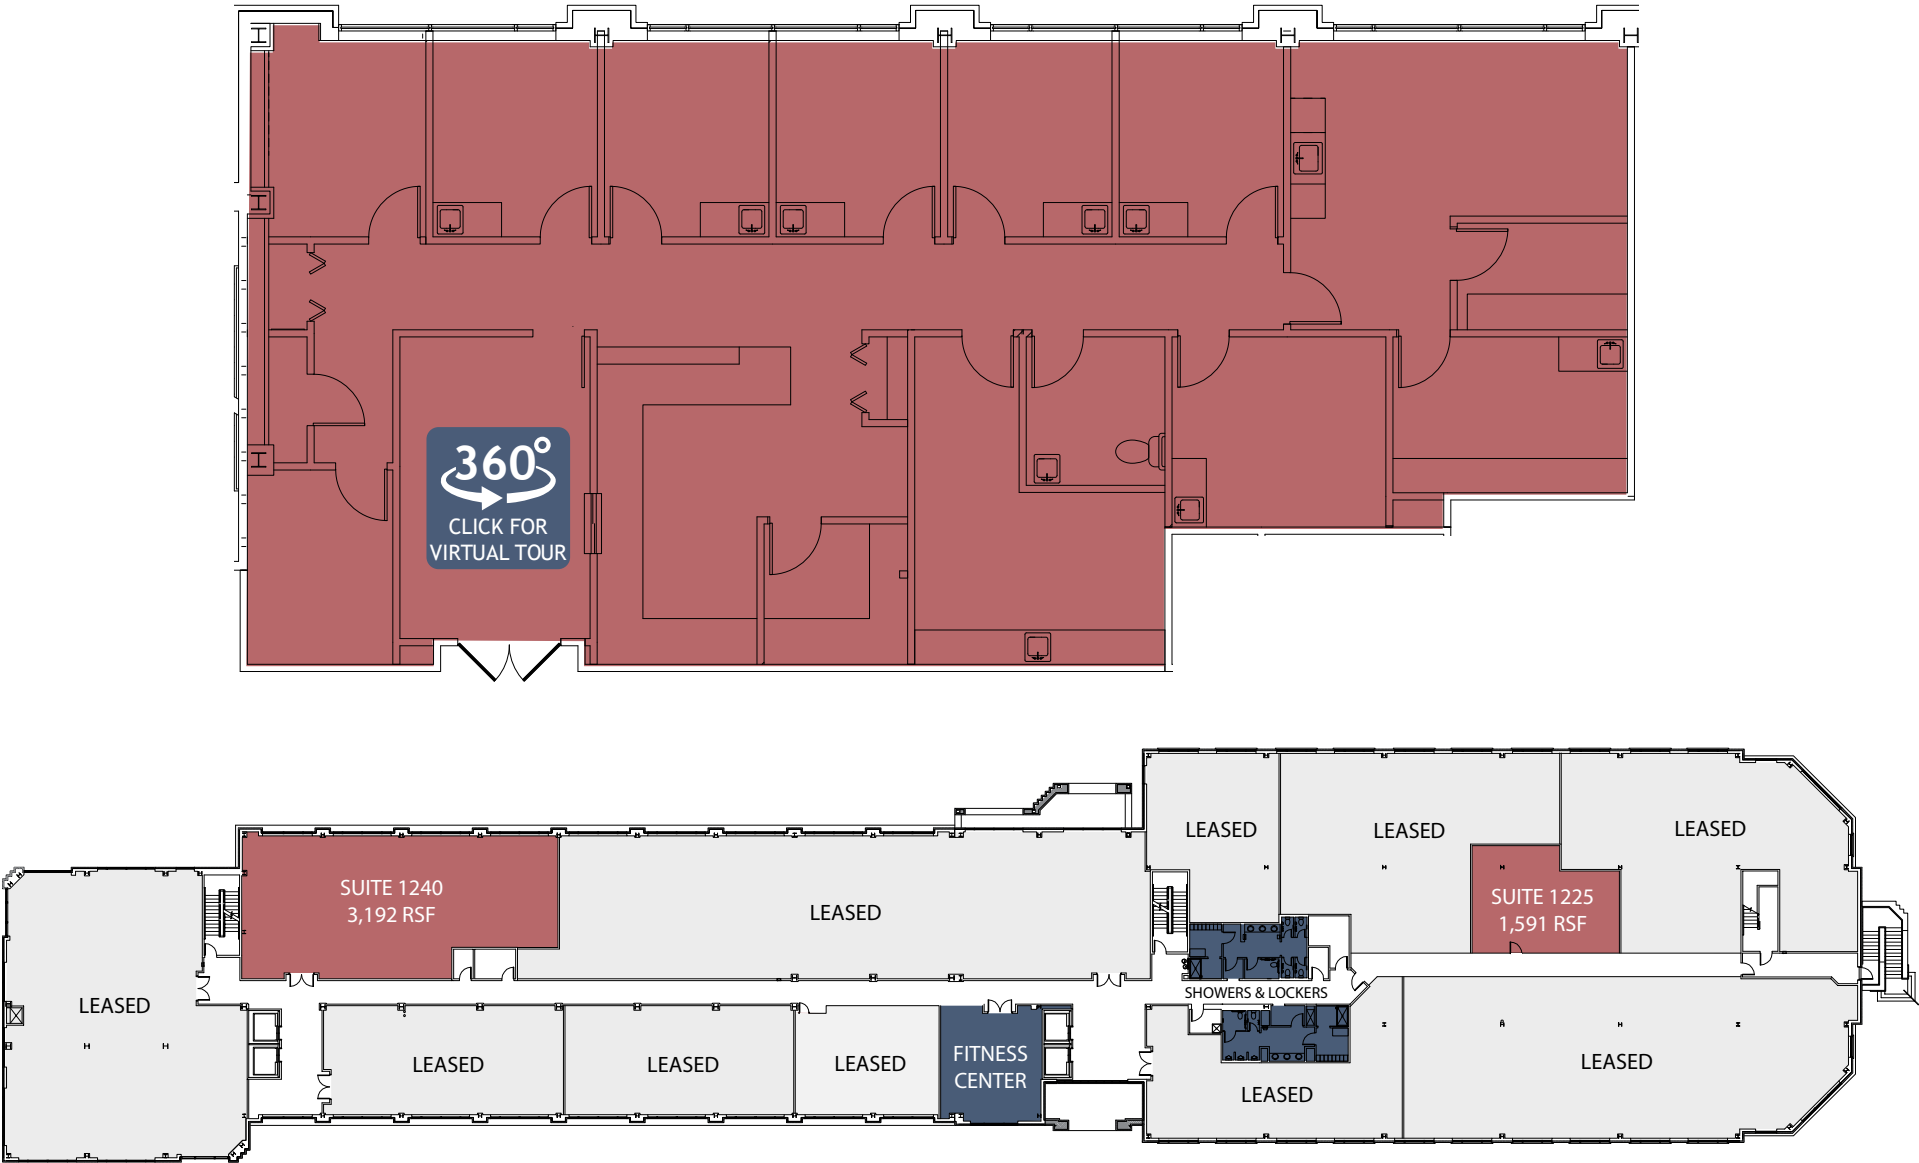 360°
CLICK FOR
VIRTUAL TOUR
LEASED
LEASED
LEASED
SUITE 1240
3,192 RSF
LEASED
SUITE 1225
1,591 RSF
LEASED
SHOWERS & LOCKERS
LEASED
LEASED
LEASED
FITNESS
CENTER
LEASED
LEASED